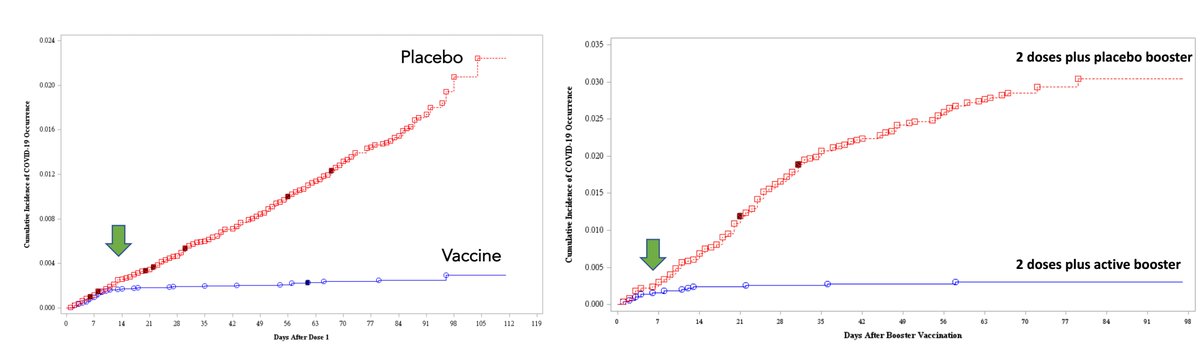 0.024
0.020
0.016
0.012
0.008
0.004
0.000
Cumulative Incidence of COVID-19 Occurrence
Placebo
Vaccine
0 7 14 21 28 35 42 49 56 63 70 77 84 91 98 105 112 119
Days After Dose 1
0.035
0.030
0.025
0.020
0.015
0.010
0.005
0.000
Cumulative Incidence of COVID-19 Occurrence
2 doses plus placebo booster
2 doses plus active booster
0 7 14 21 28 35 42 49 56 63 70 77 84 91 98
Days After Booster Vaccination